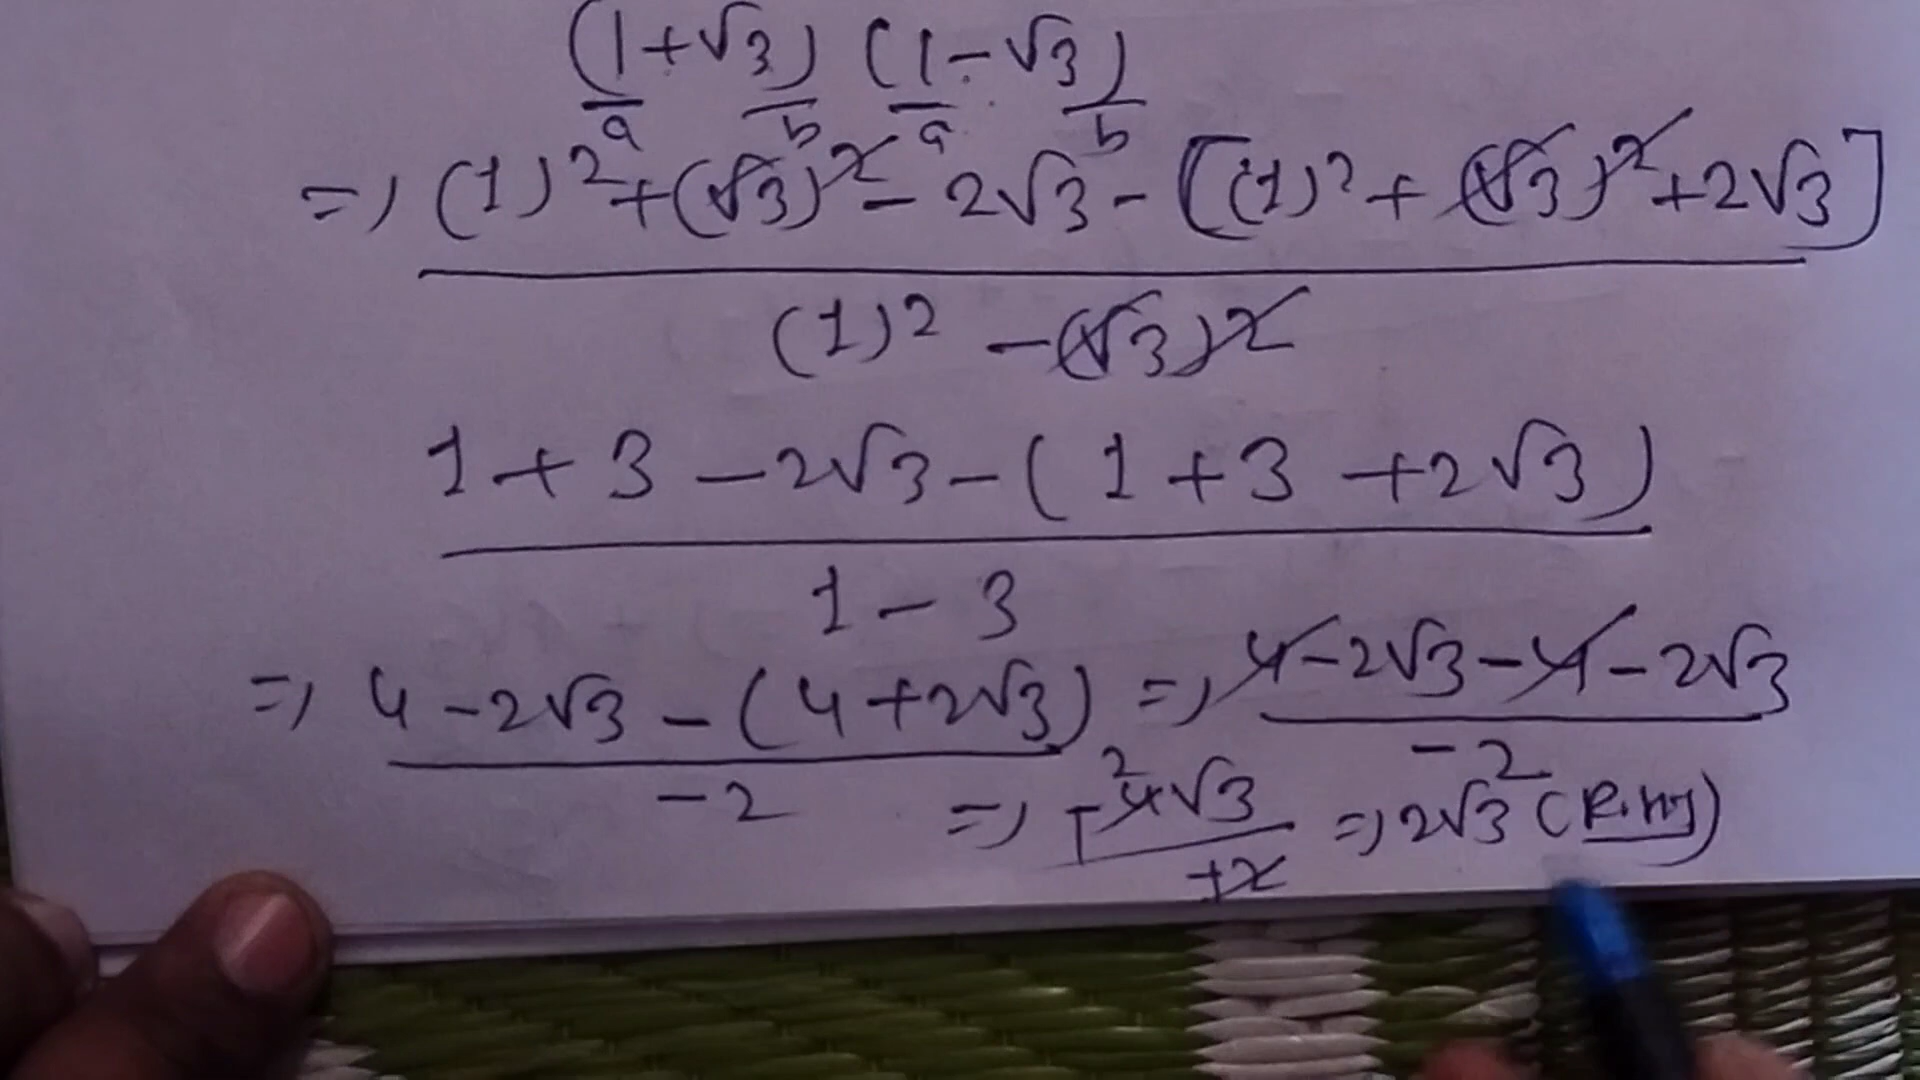 (1+√3) (1-√3)
a b a b
=> (1)²+(√3)²-2√3-[(1)²+(√3)²+2√3]
(1)²-(√3)²
1+3-2√3-(1+3+2√3)
1-3
=> 4-2√3-(4+2√3) => 4-2√3-4-2√3
-2 -2
=> -4√3 => 2√3
2
+2